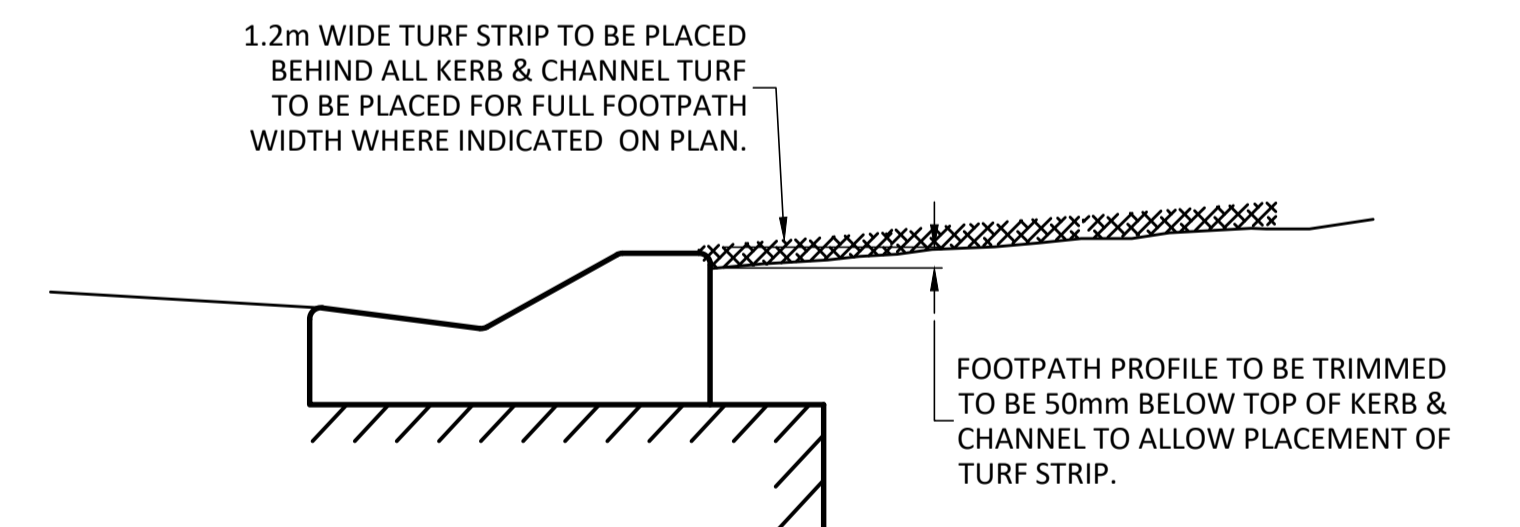 1.2m WIDE TURF STRIP TO BE PLACED
BEHIND ALL KERB & CHANNEL TURF
TO BE PLACED FOR FULL FOOTPATH
WIDTH WHERE INDICATED ON PLAN.
FOOTPATH PROFILE TO BE TRIMMED
TO BE 50mm BELOW TOP OF KERB &
CHANNEL TO ALLOW PLACEMENT OF
TURF STRIP.